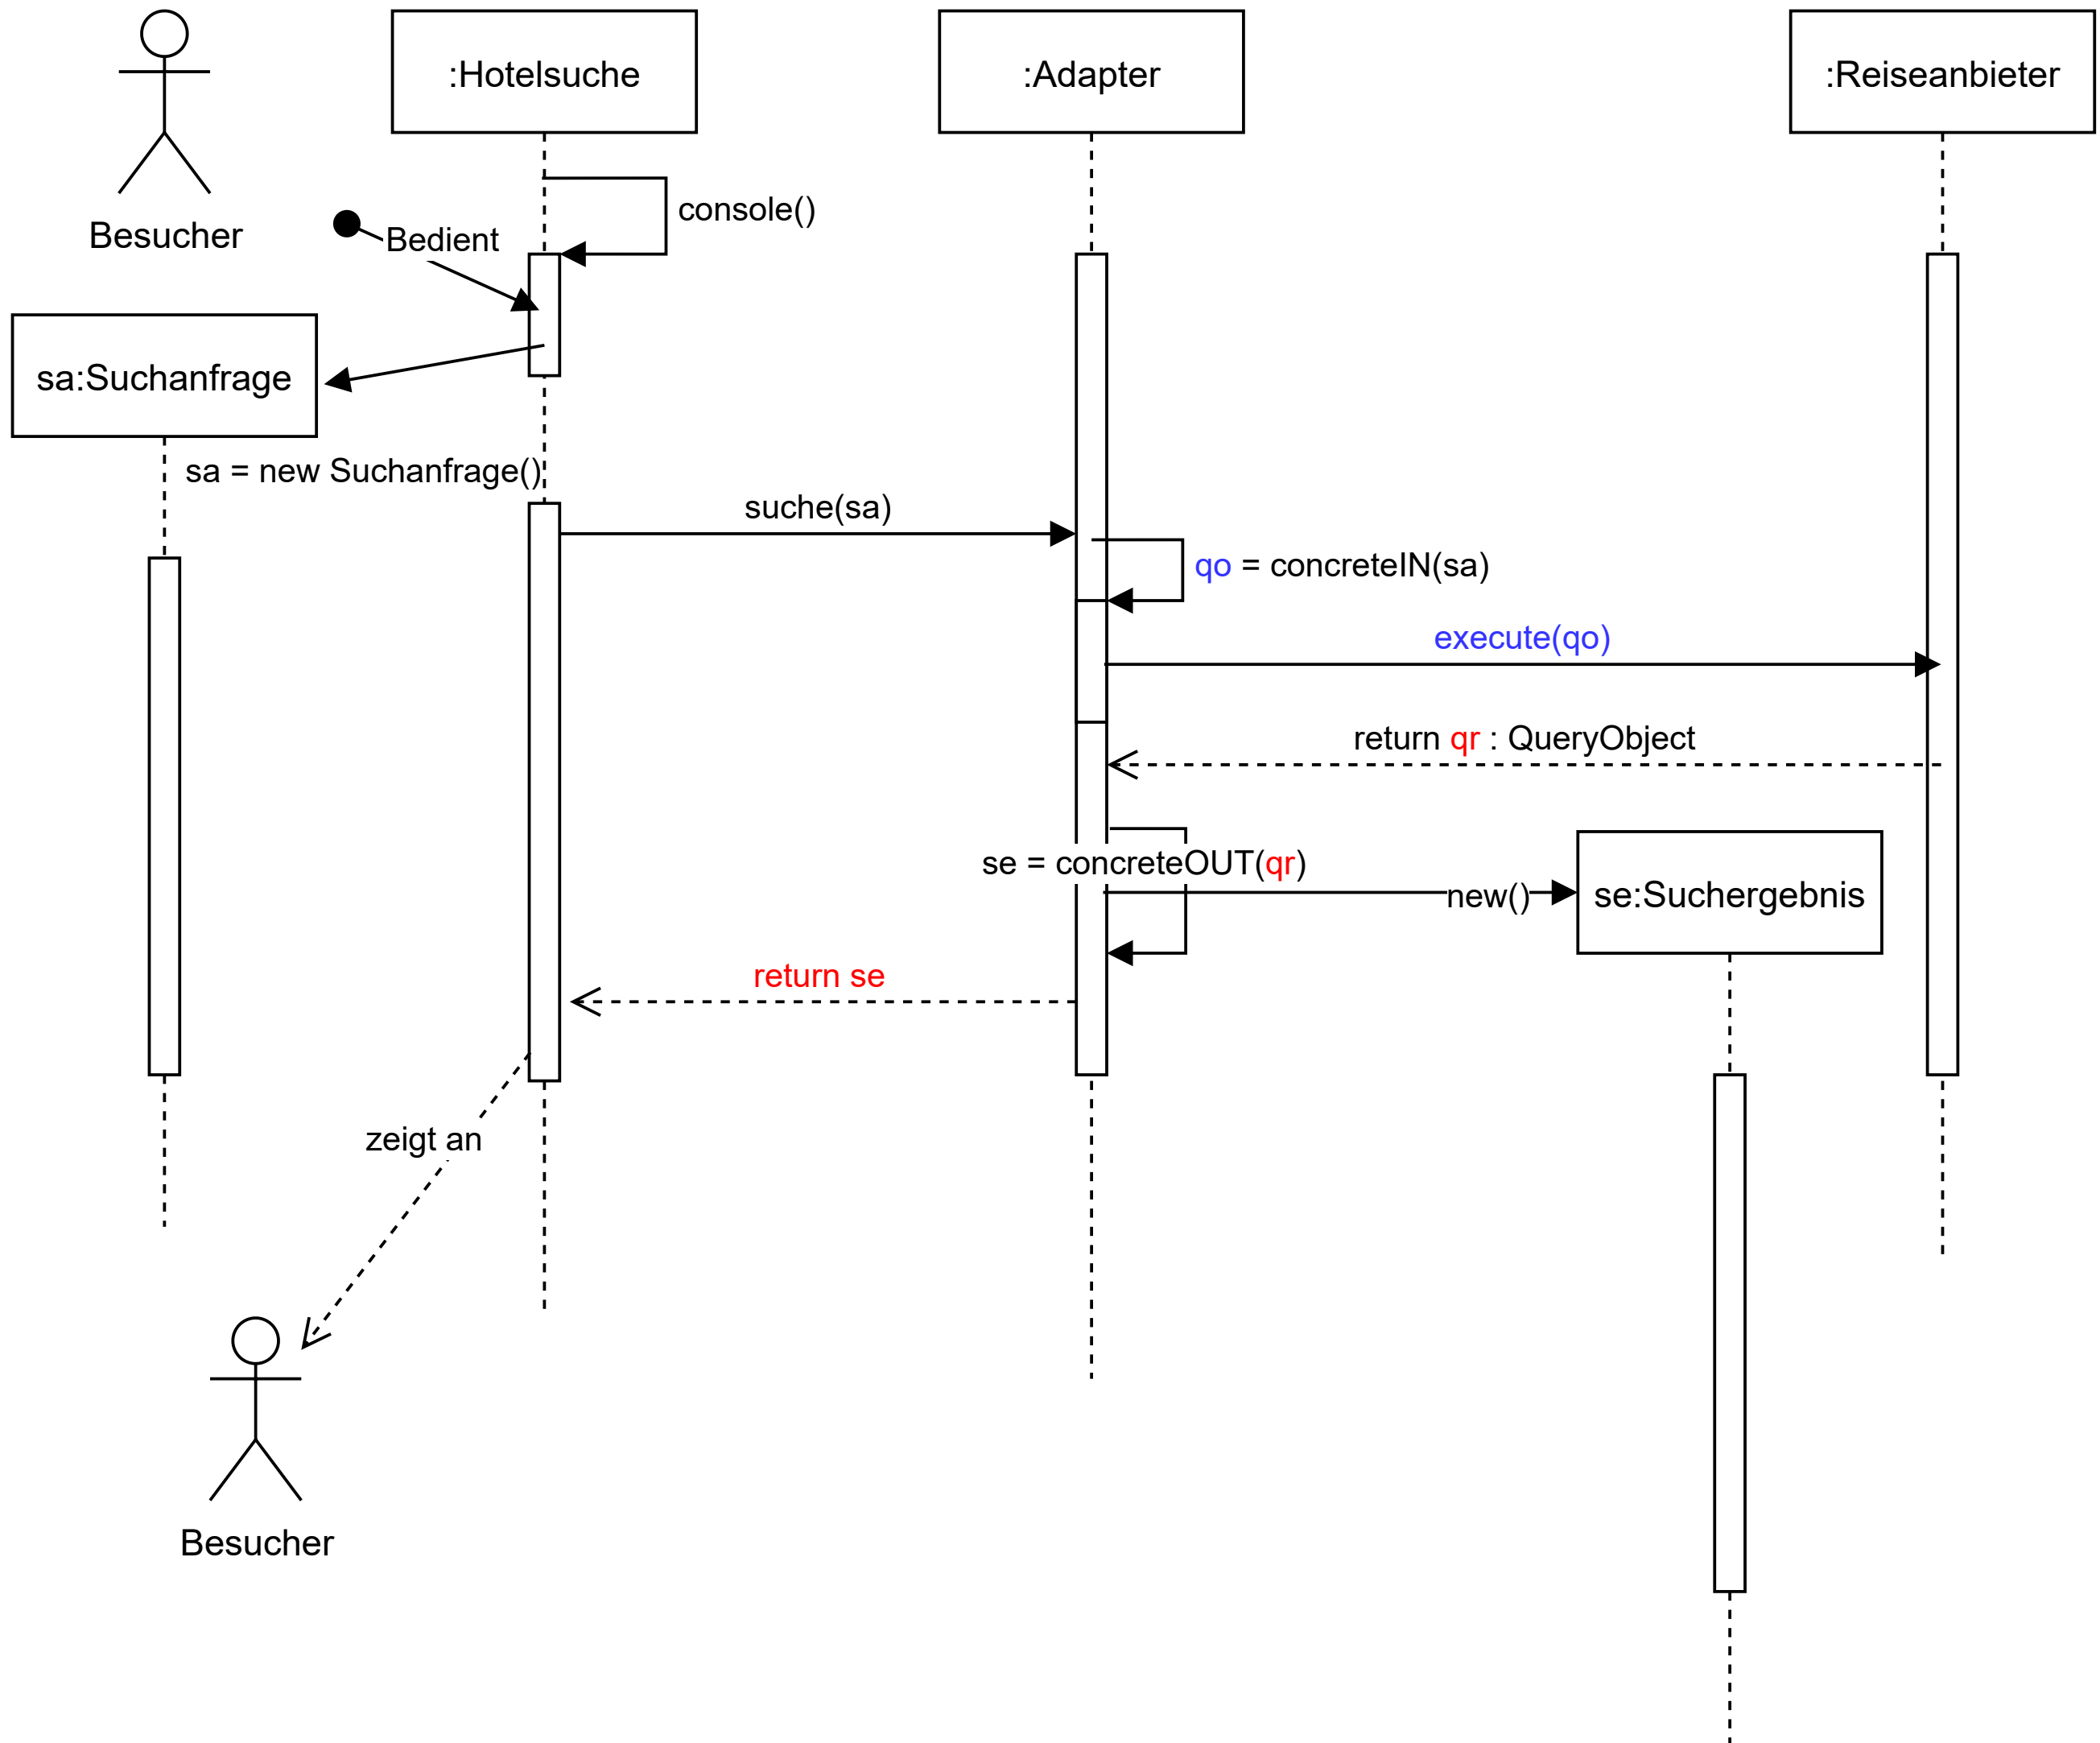 :Hotelsuche
:Adapter
:Reiseanbieter
Besucher
console()
Bedient
sa:Suchanfrage
sa = new Suchanfrage()
suche(sa)
qo = concreteIN(sa)
execute(qo)
return qr : QueryObject
se = concreteOUT(qr)
new()
se:Suchergebnis
return se
zeigt an
Besucher